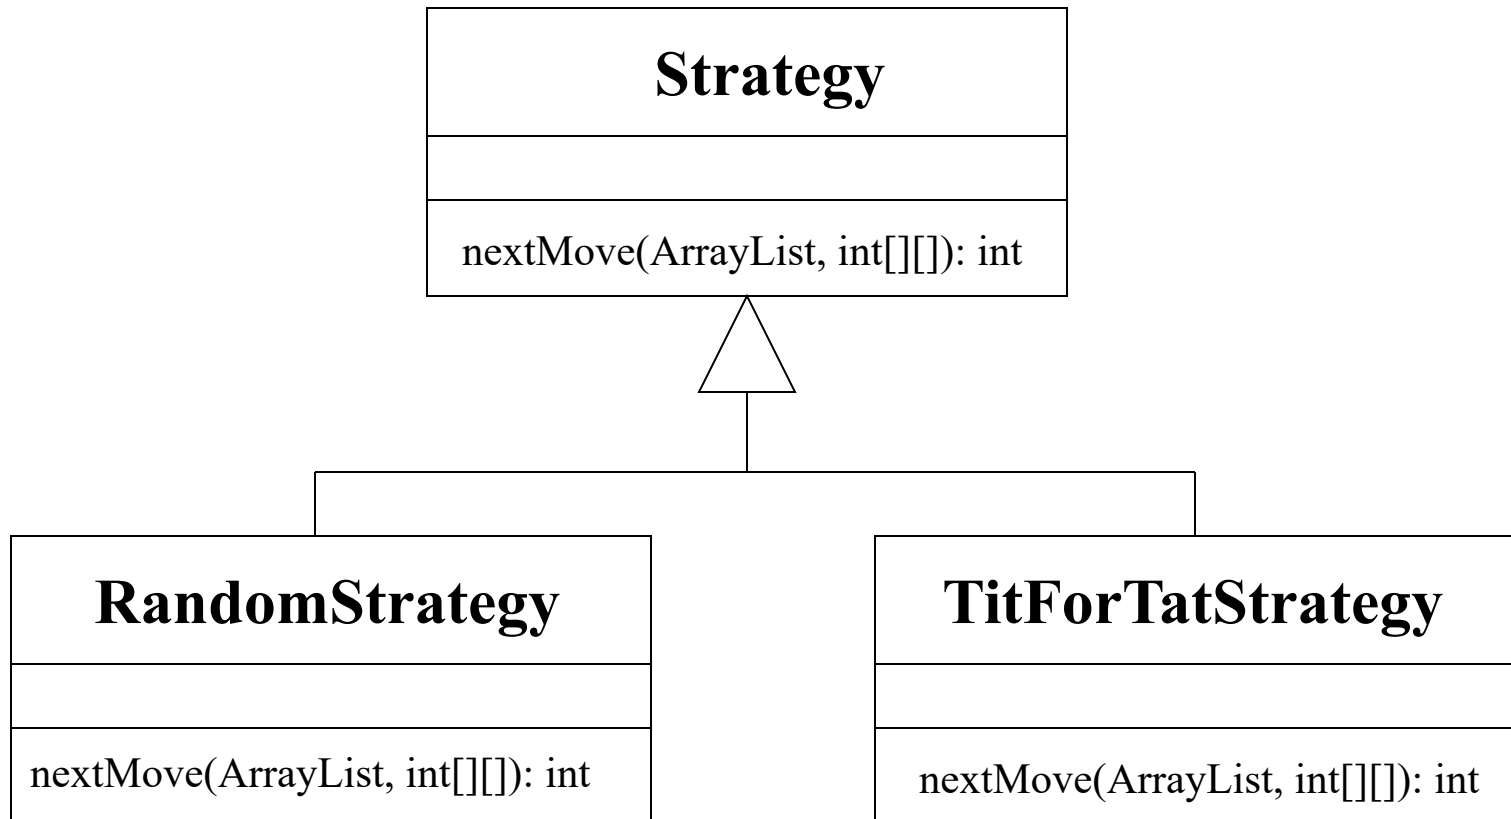 Strategy
nextMove(ArrayList, int[][]): int
RandomStrategy
nextMove(ArrayList, int[][]): int
TitForTatStrategy
nextMove(ArrayList, int[][]): int